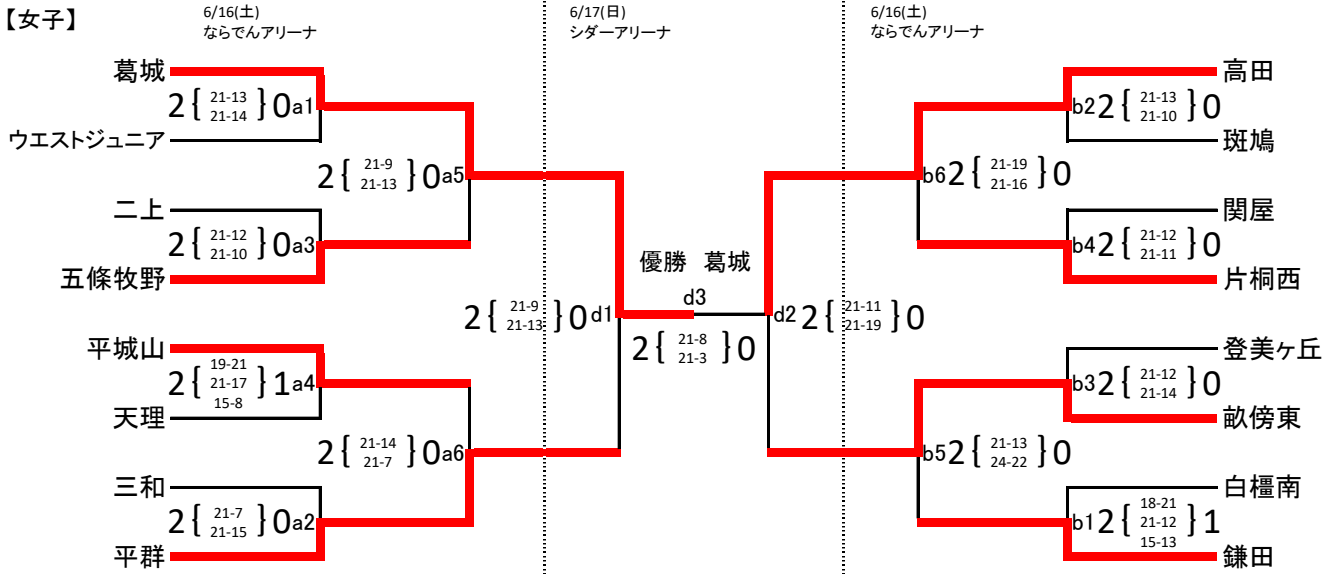 【女子】
6/16(土)
ならでんアリーナ
6/17(日)
シダーアリーナ
6/16(土)
ならでんアリーナ
葛城
2 { 21-13 } 0 a1
21-14
ウエストジュニア
2 { 21-9 } 0 a5
21-13
二上
2 { 21-12 } 0 a3
21-10
五條牧野
2 { 21-9 } 0 d1
21-13
平城山
2 { 19-21 } 1 a4
21-17
15-8
天理
2 { 21-14 } 0 a6
21-7
三和
2 { 21-7 } 0 a2
21-15
平群
優勝 葛城
d3
2 { 21-8 } 0
21-3
高田
b2 2 { 21-13 } 0
21-10
斑鳩
b6 2 { 21-19 } 0
21-16
関屋
b4 2 { 21-12 } 0
21-11
片桐西
d2 2 { 21-11 } 0
21-19
登美ヶ丘
b3 2 { 21-12 } 0
21-14
畝傍東
b5 2 { 21-13 } 0
24-22
白橿南
b1 2 { 18-21 } 1
21-12
15-13
鎌田